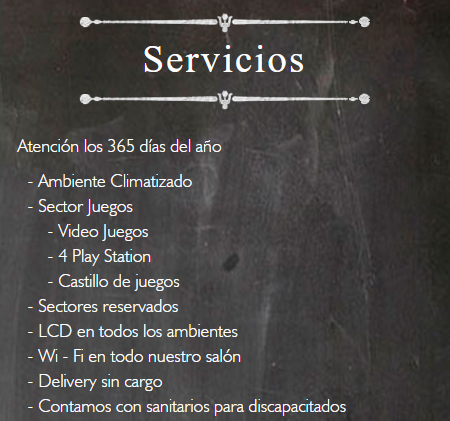 Servicios
Atención los 365 días del año
- Ambiente Climatizado
- Sector Juegos
- Video Juegos
- 4 Play Station
- Castillo de juegos
- Sectores reservados
- LCD en todos los ambientes
- Wi - Fi en todo nuestro salón
- Delivery sin cargo
- Contamos con sanitarios para discapacitados